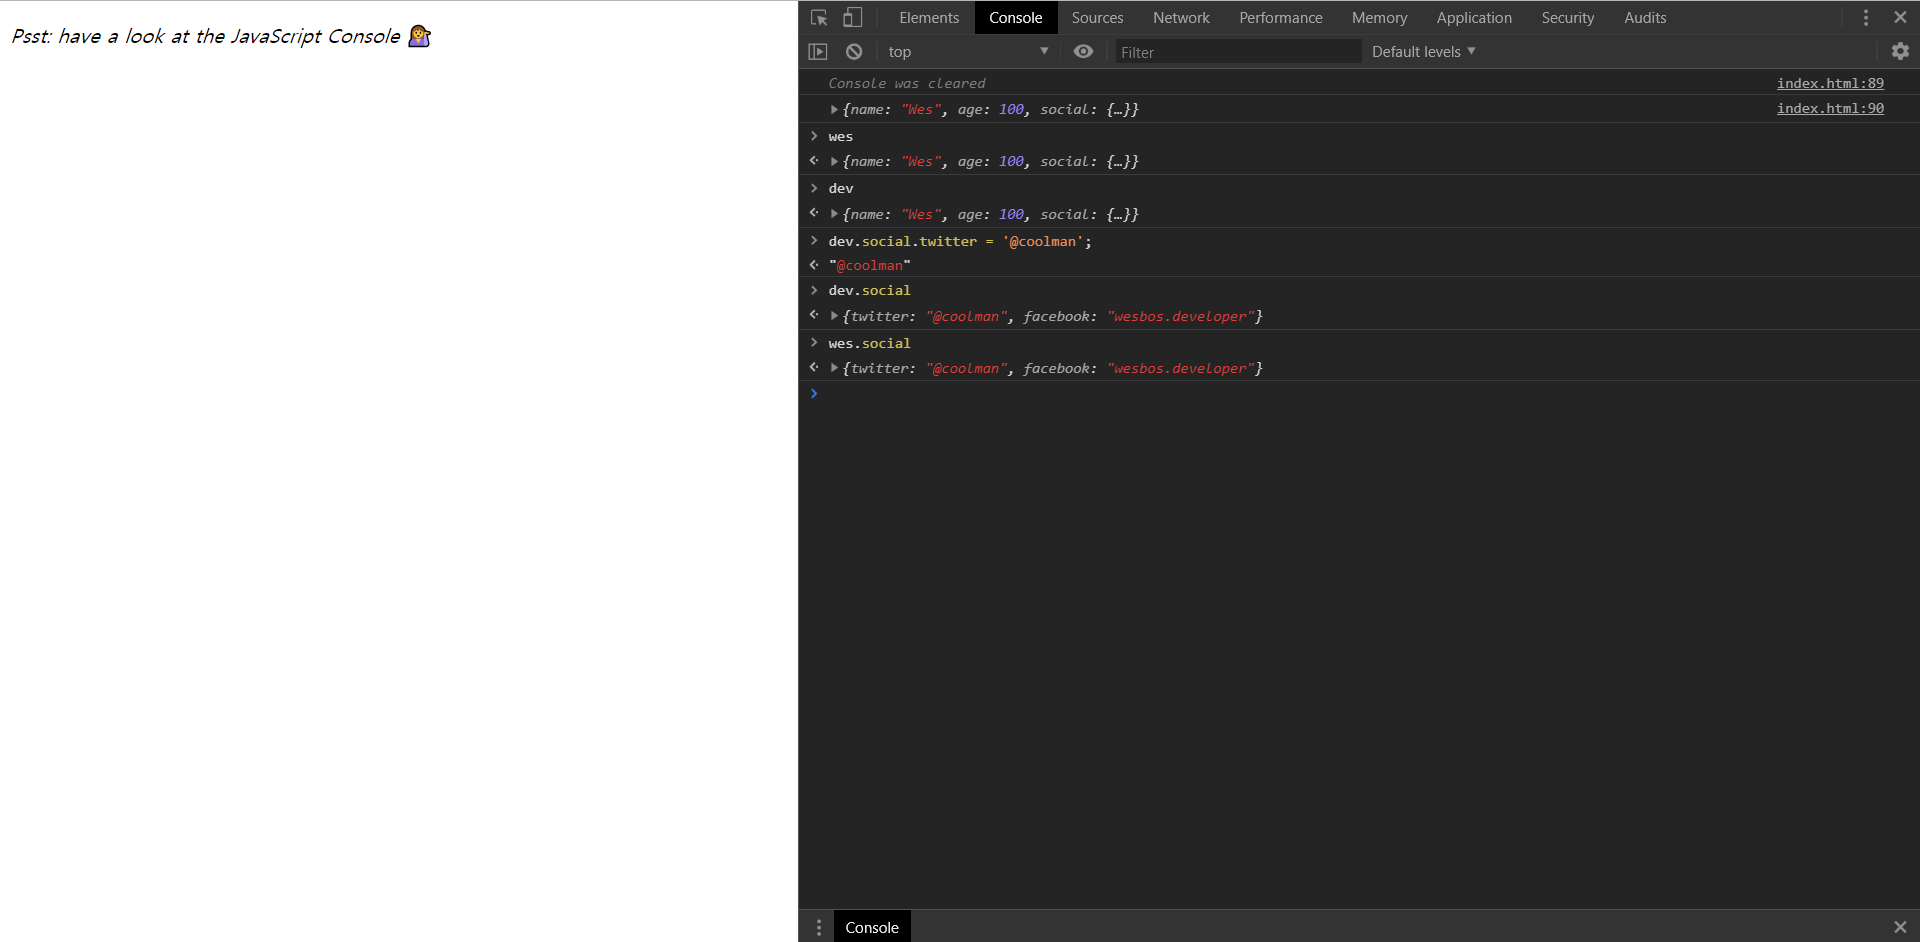 Psst: have a look at the JavaScript Console 💁
Elements Console Sources Network Performance Memory Application Security Audits
top Filter Default levels
Console was cleared index.html:89
{name: "Wes", age: 100, social: {…}} index.html:90
wes
{name: "Wes", age: 100, social: {…}}
dev
{name: "Wes", age: 100, social: {…}}
dev.social.twitter = '@coolman';
"@coolman"
dev.social
{twitter: "@coolman", facebook: "wesbos.developer"}
wes.social
{twitter: "@coolman", facebook: "wesbos.developer"}
Console